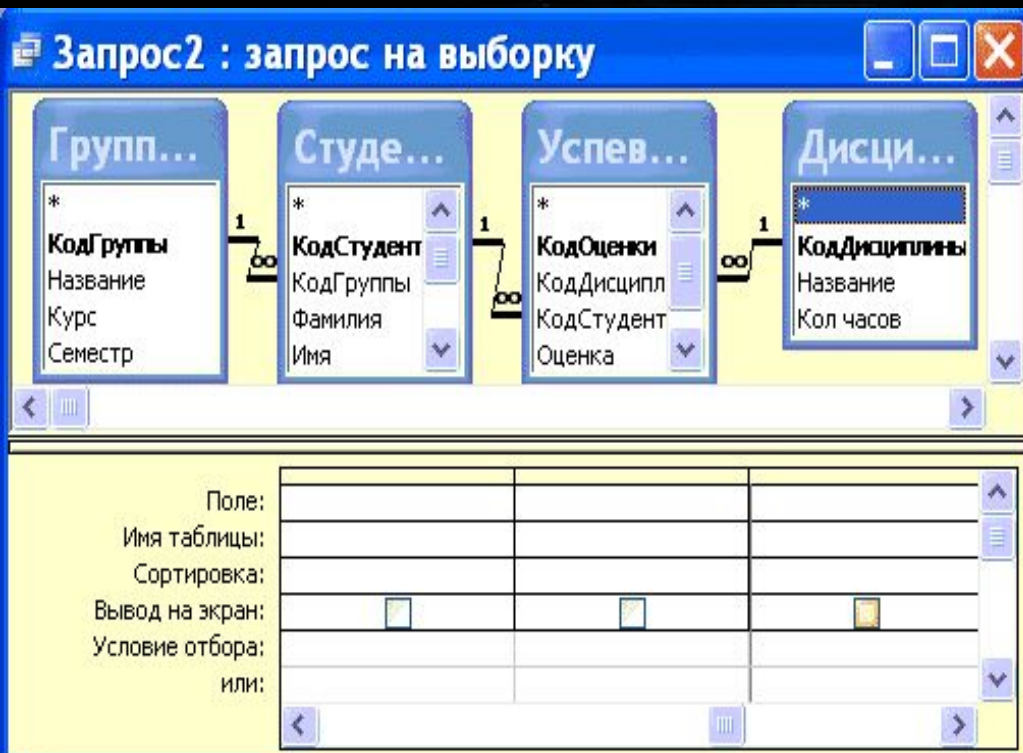 Запрос2 : запрос на выборку
Групп...
*
КодГруппы
Название
Курс
Семестр
1
∞
Студе...
*
КодСтудент
КодГруппы
Фамилия
Имя
1
∞
Успев...
*
КодОценки
КодДисципл
КодСтудент
Оценка
∞
1
Дисци...
*
КодДисциплины
Название
Кол часов
Поле:
Имя таблицы:
Сортировка:
Вывод на экран:
Условие отбора:
или: